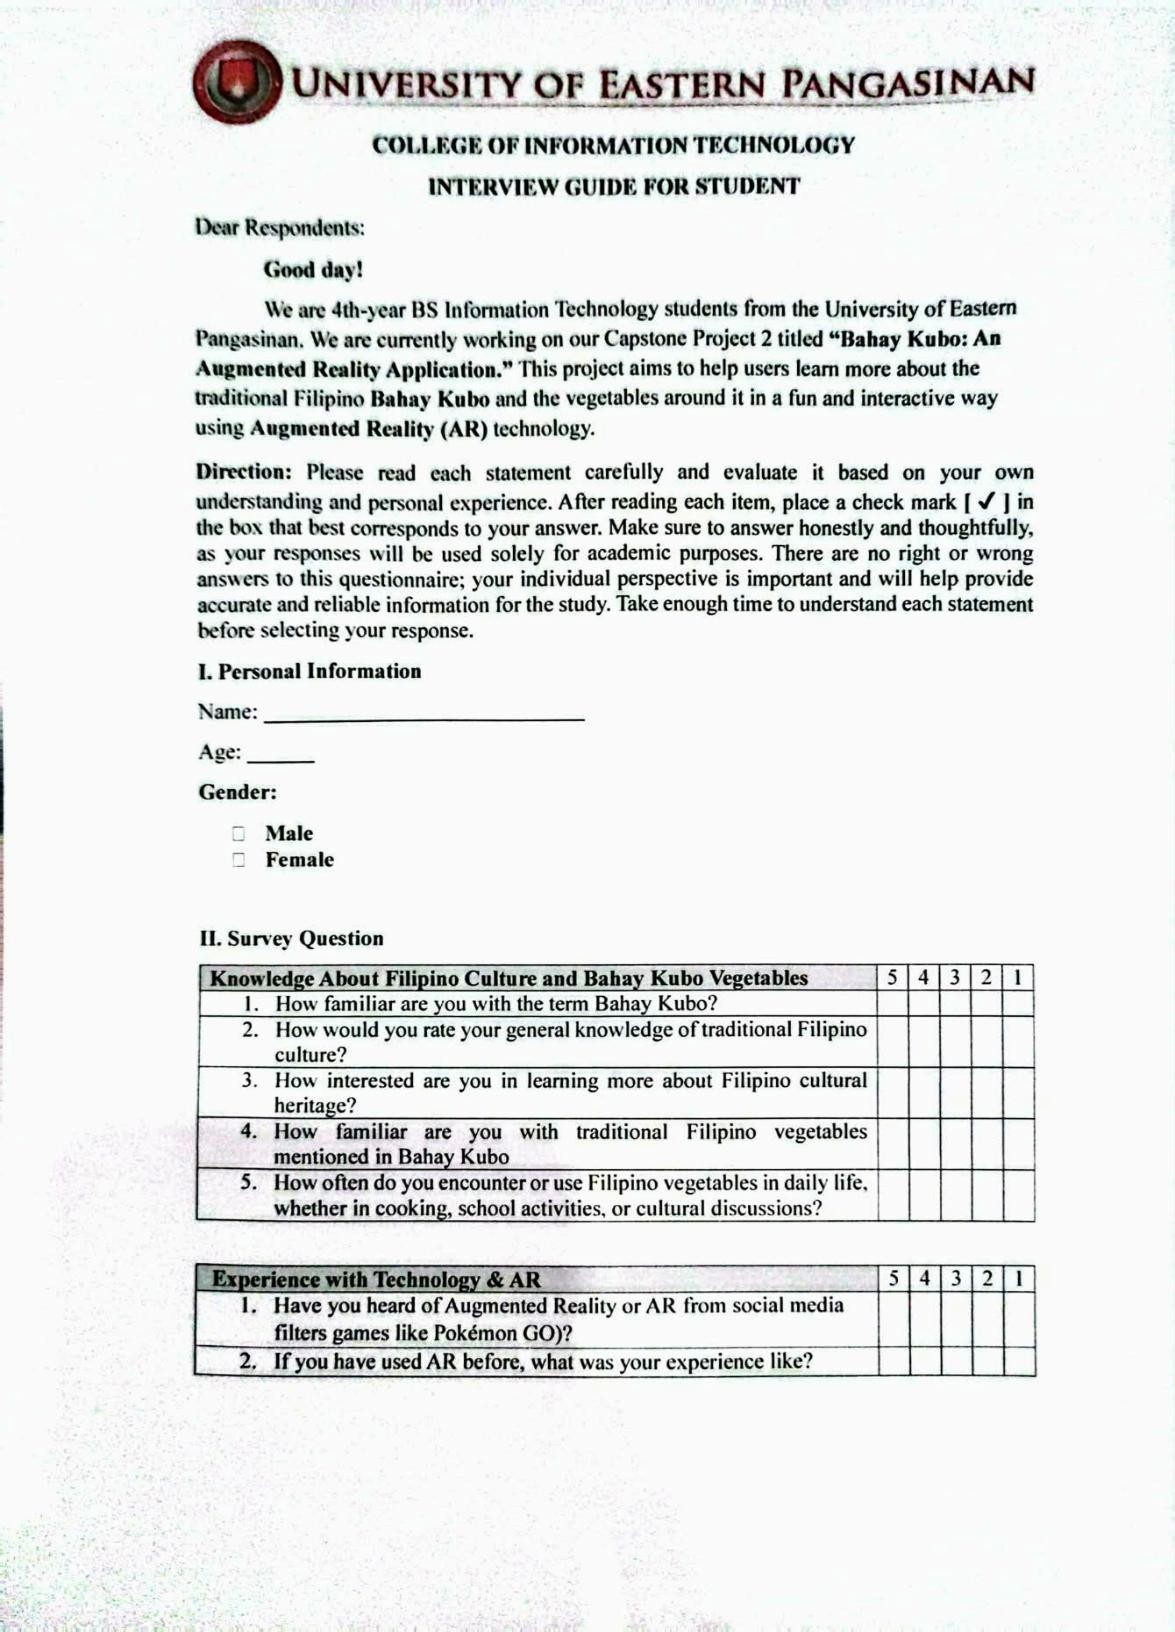 UNIVERSITY OF EASTERN PANGASINAN
COLLEGE OF INFORMATION TECHNOLOGY
INTERVIEW GUIDE FOR STUDENT
Dear Respondents:
Good day!
We are 4th-year BS Information Technology students from the University of Eastern
Pangasinan. We are currently working on our Capstone Project 2 titled “Bahay Kubo: An
Augmented Reality Application.” This project aims to help users learn more about the
traditional Filipino Bahay Kubo and the vegetables around it in a fun and interactive way
using Augmented Reality (AR) technology.
Direction: Please read each statement carefully and evaluate it based on your own
understanding and personal experience. After reading each item, place a check mark [ ✓ ] in
the box that best corresponds to your answer. Make sure to answer honestly and thoughtfully,
as your responses will be used solely for academic purposes. There are no right or wrong
answers to this questionnaire; your individual perspective is important and will help provide
accurate and reliable information for the study. Take enough time to understand each statement
before selecting your response.
I. Personal Information
Name: ____________________
Age: _____
Gender:
☐ Male
☐ Female
II. Survey Question
Knowledge About Filipino Culture and Bahay Kubo Vegetables 5 4 3 2 1
1. How familiar are you with the term Bahay Kubo?
2. How would you rate your general knowledge of traditional Filipino
culture?
3. How interested are you in learning more about Filipino cultural
heritage?
4. How familiar are you with traditional Filipino vegetables
mentioned in Bahay Kubo
5. How often do you encounter or use Filipino vegetables in daily life,
whether in cooking, school activities, or cultural discussions?
Experience with Technology & AR 5 4 3 2 1
1. Have you heard of Augmented Reality or AR from social media
filters games like Pokémon GO)?
2. If you have used AR before, what was your experience like?